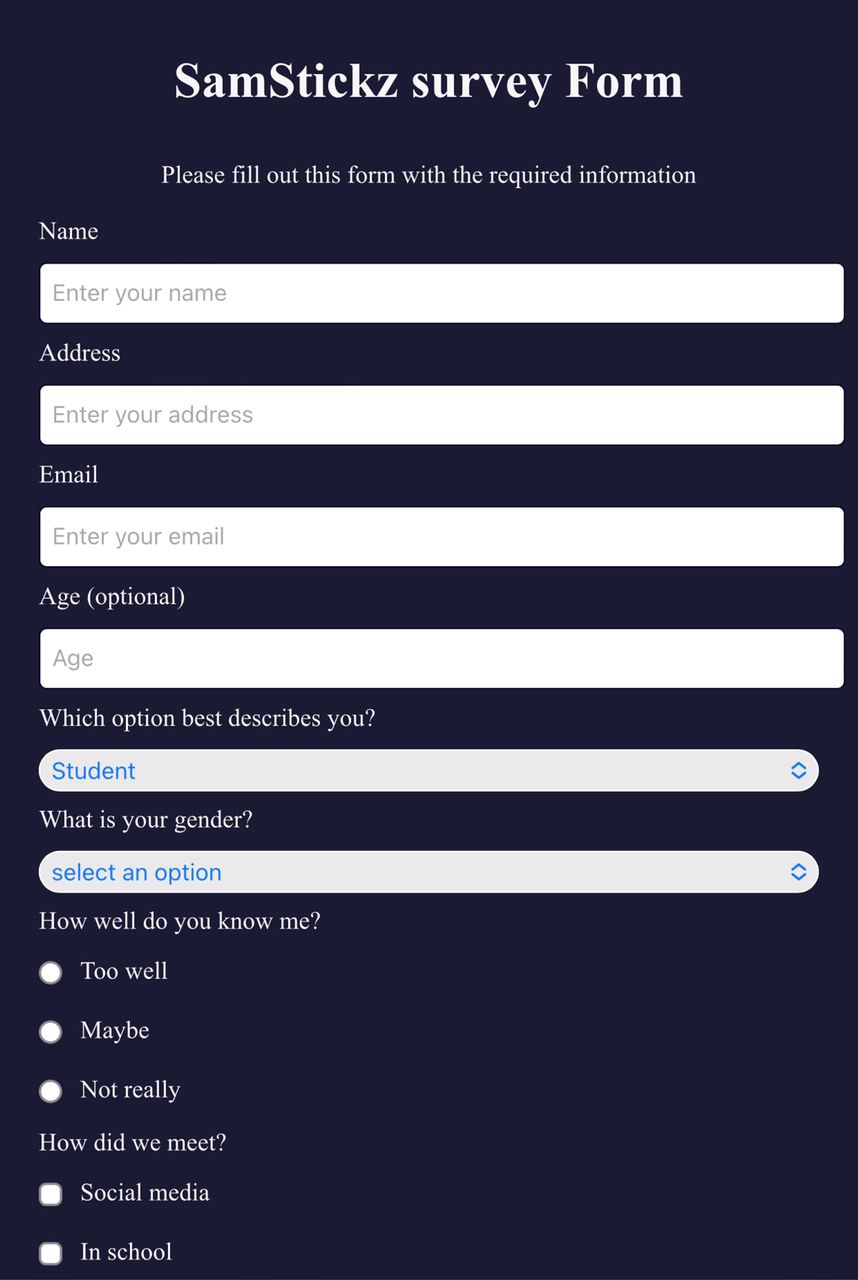 SamStickz survey Form
Please fill out this form with the required information
Name
Enter your name
Address
Enter your address
Email
Enter your email
Age (optional)
Age
Which option best describes you?
Student
What is your gender?
select an option
How well do you know me?
Too well
Maybe
Not really
How did we meet?
Social media
In school